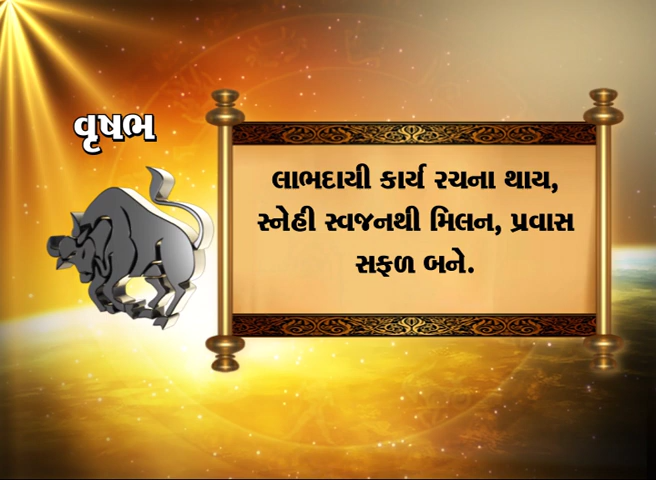 વૃષભ
લાભદાયી કાર્ય રચના થાય,
સ્નેહી સ્વજનથી મિલન, પ્રવાસ
સફળ બને.